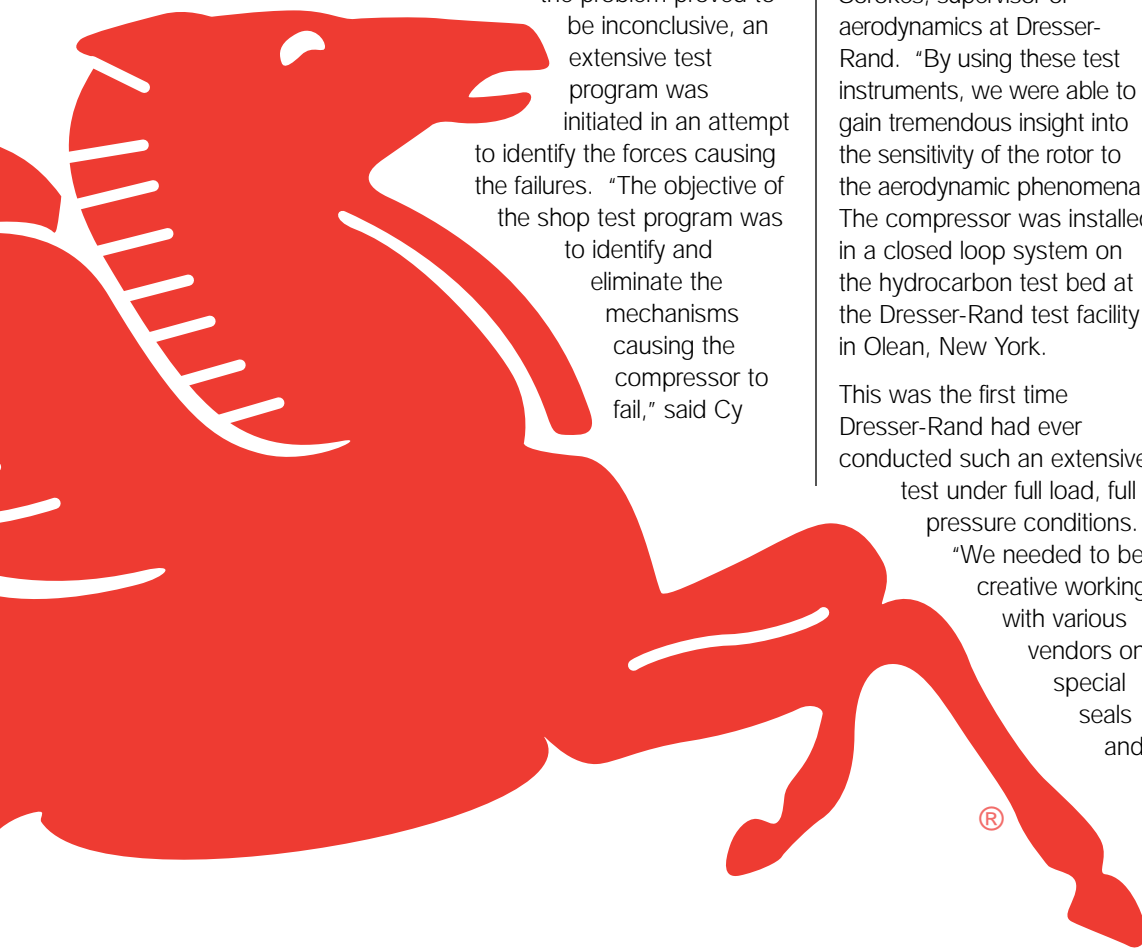 the problem proved to
be inconclusive, an
extensive test
program was
initiated in an attempt
to identify the forces causing
the failures. “The objective of
the shop test program was
to identify and
eliminate the
mechanisms
causing the
compressor to
fail,” said Cy
supervisor of
aerodynamics at Dresser-
Rand. “By using these test
instruments, we were able to
gain tremendous insight into
the sensitivity of the rotor to
the aerodynamic phenomena
The compressor was installed
in a closed loop system on
the hydrocarbon test bed at
the Dresser-Rand test facility
in Olean, New York.
This was the first time
Dresser-Rand had ever
conducted such an extensive
test under full load, full
pressure conditions.
“We needed to be
creative working
with various
vendors on
special
seals
and
®